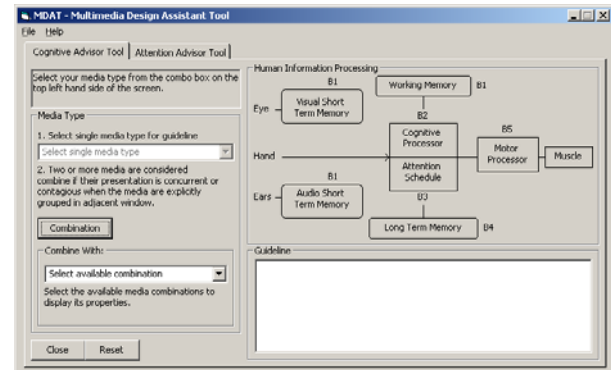 MDAT - Multimedia Design Assistant Tool
File Help
Cognitive Advisor Tool
Attention Advisor Tool
Select your media type from the combo box on the
top left hand side of the screen.
Media Type
1. Select single media type for guideline
Select single media type
2. Two or more media are considered
combine if their presentation is concurrent or
contagious when the media are explicitly
grouped in adjacent window.
Combination
Combine With:
Select available combination
Select the available media combinations to
display its properties.
Close
Reset
Human Information Processing
B1
Working Memory
B1
Eye
Visual Short
Term Memory
B2
Cognitive
Processor
B5
Motor
Processor
Muscle
Hand
Attention
Schedule
B1
B3
Ears
Audio Short
Term Memory
Long Term Memory
B4
Guideline